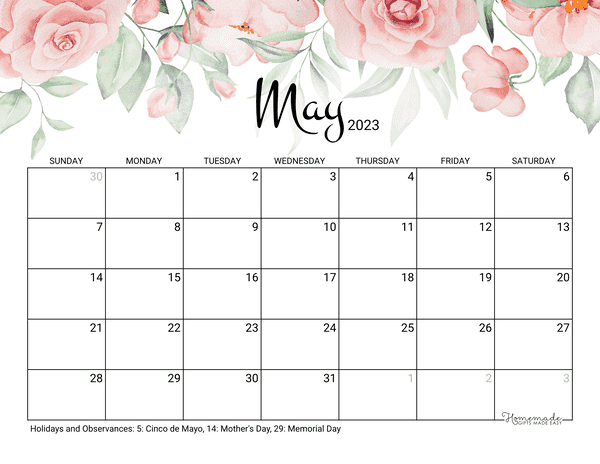 May 2023
SUNDAY MONDAY TUESDAY WEDNESDAY THURSDAY FRIDAY SATURDAY
30 1 2 3 4 5 6
7 8 9 10 11 12 13
14 15 16 17 18 19 20
21 22 23 24 25 26 27
28 29 30 31 1 2 3
Homemade
GIFTS MADE EASY
Holidays and Observances: 5: Cinco de Mayo, 14: Mother's Day, 29: Memorial Day